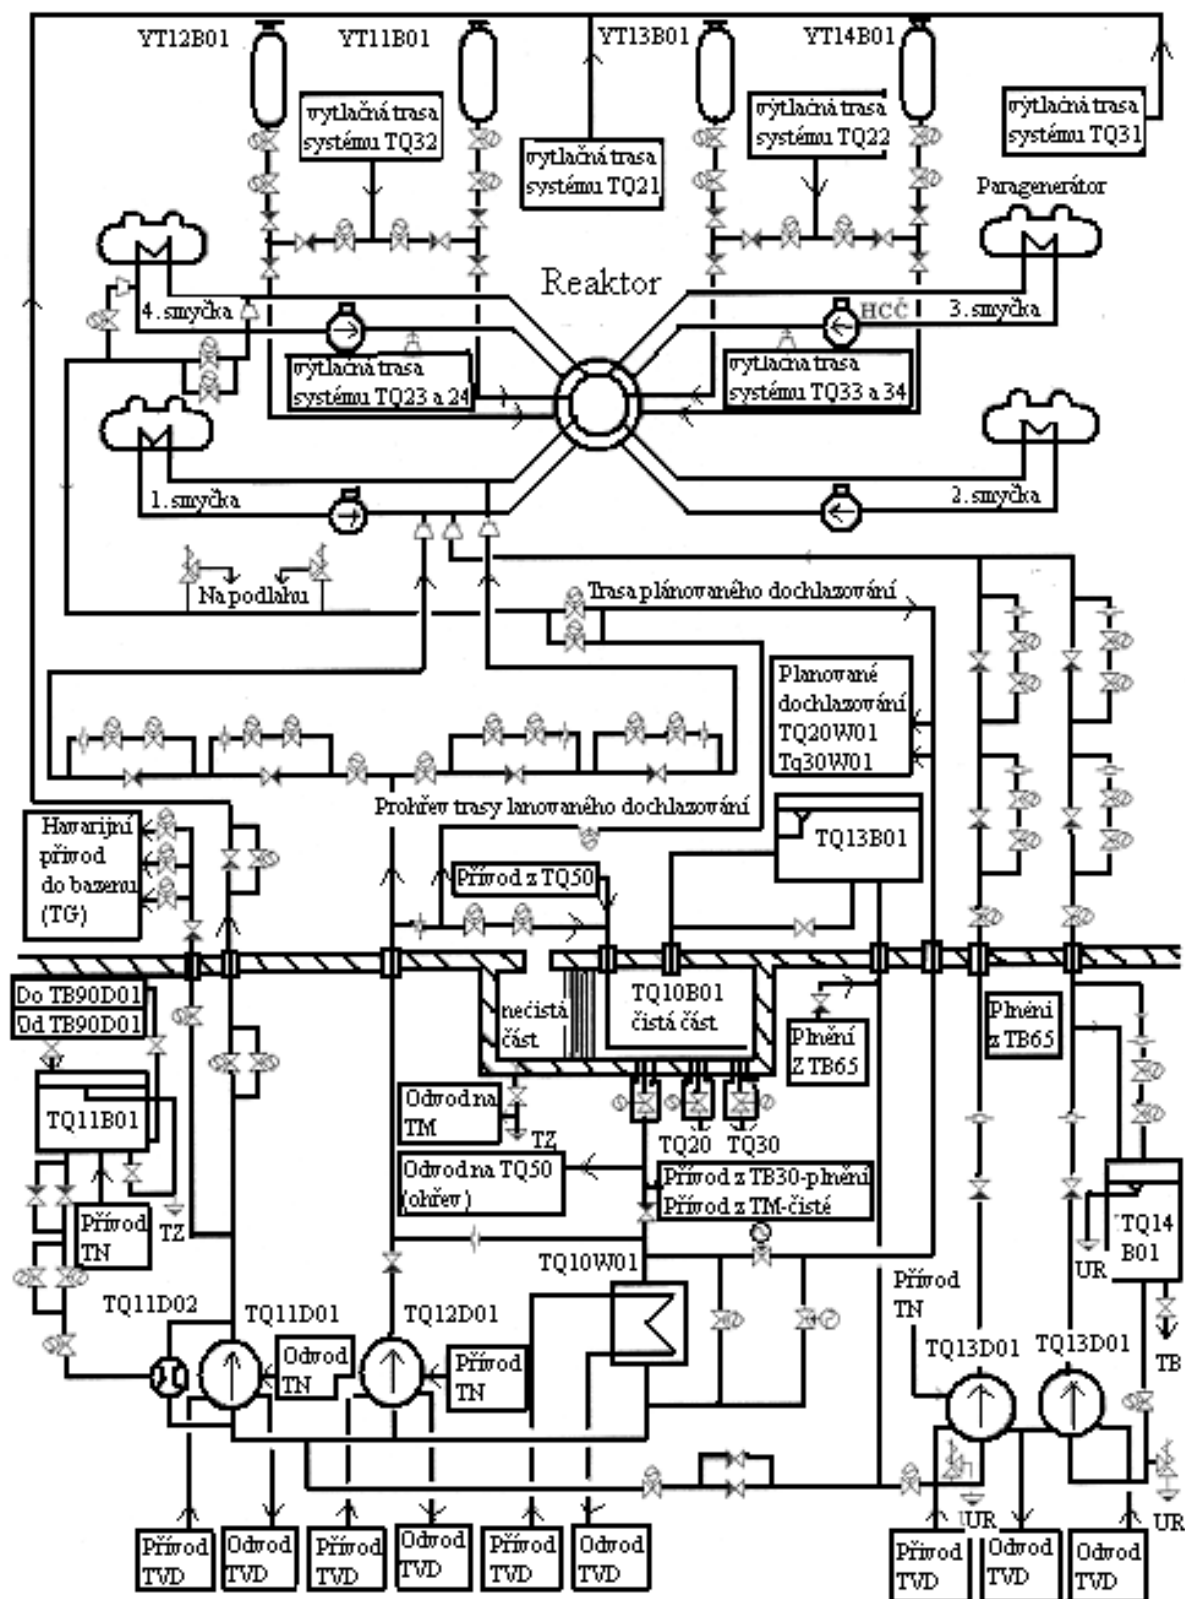 YT12B01
YT11B01
YT13B01
YT14B01
výtlačná trasa
systému TQ32
výtlačná trasa
systému TQ21
výtlačná trasa
systému TQ22
výtlačná trasa
systému TQ31
Paragenerátor
Reaktor
4. smyčka
HCČ
3. smyčka
výtlačná trasa
systému TQ23 a 24
výtlačná trasa
systému TQ33 a 34
1. smyčka
2. smyčka
Na podlahu
Trasa plánovaného dochlazování
Planované
dochlazování
TQ20W01
Tq30W01
Prohřev trasy lanovaného dochlazování
Havarijní
přívod
do bazenu
(TG)
TQ13B01
Přívod z TQ50
Do TB90D01
Od TB90D01
nečistá
část
TQ10B01
čistá část
Plnění
Z TB65
Plnění
z TB65
TQ11B01
Odvod na
TM
TZ
TQ20
TQ30
Odvod na TQ50
(ohřev)
Přívod z TB30-plnění
Přívod z TM-čisté
Přívod
TN
TZ
TQ14
B01
UR
TQ10W01
Přívod
TN
TQ11D02
TQ11D01
TQ12D01
TQ13D01
TQ13D01
TB
Odvod
TN
Přívod
TN
UR
UR
Přívod
TVD
Odvod
TVD
Přívod
TVD
Odvod
TVD
Přívod
TVD
Odvod
TVD
Přívod
TVD
Odvod
TVD
Odvod
TVD